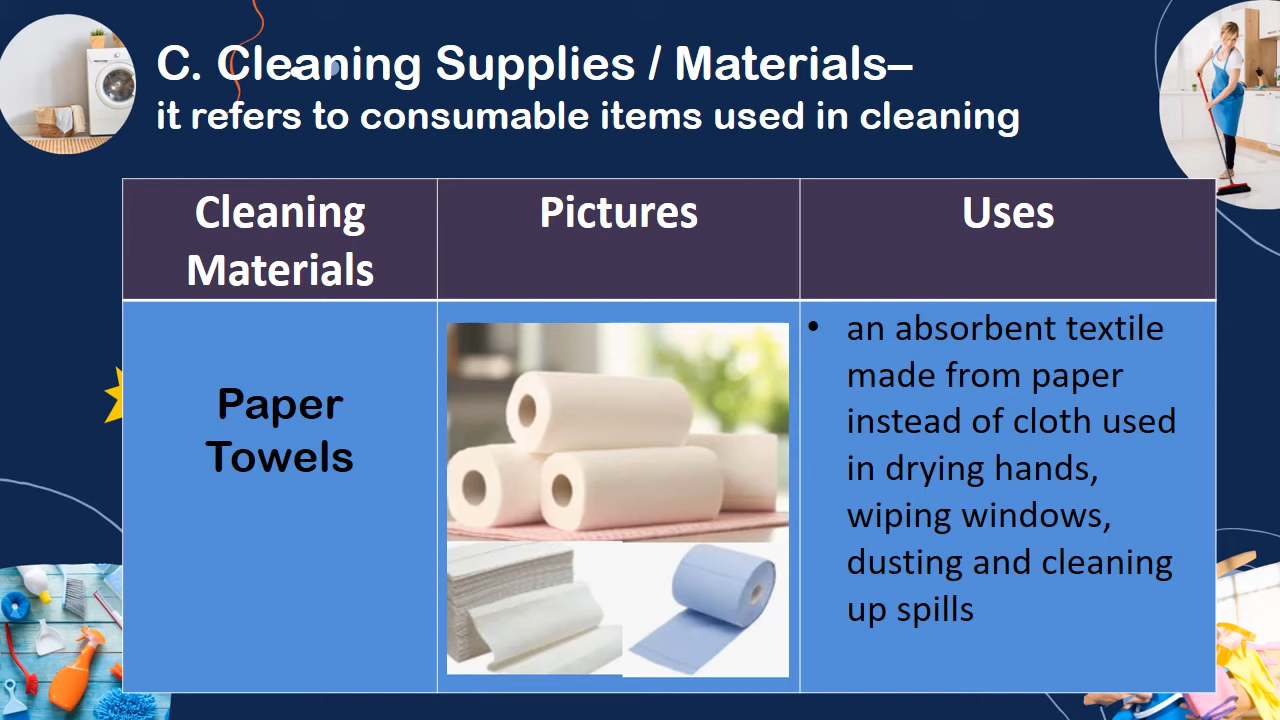 C. Cleaning Supplies / Materials–
it refers to consumable items used in cleaning
Cleaning
Materials
Pictures
Uses
Paper
Towels
• an absorbent textile
made from paper
instead of cloth used
in drying hands,
wiping windows,
dusting and cleaning
up spills